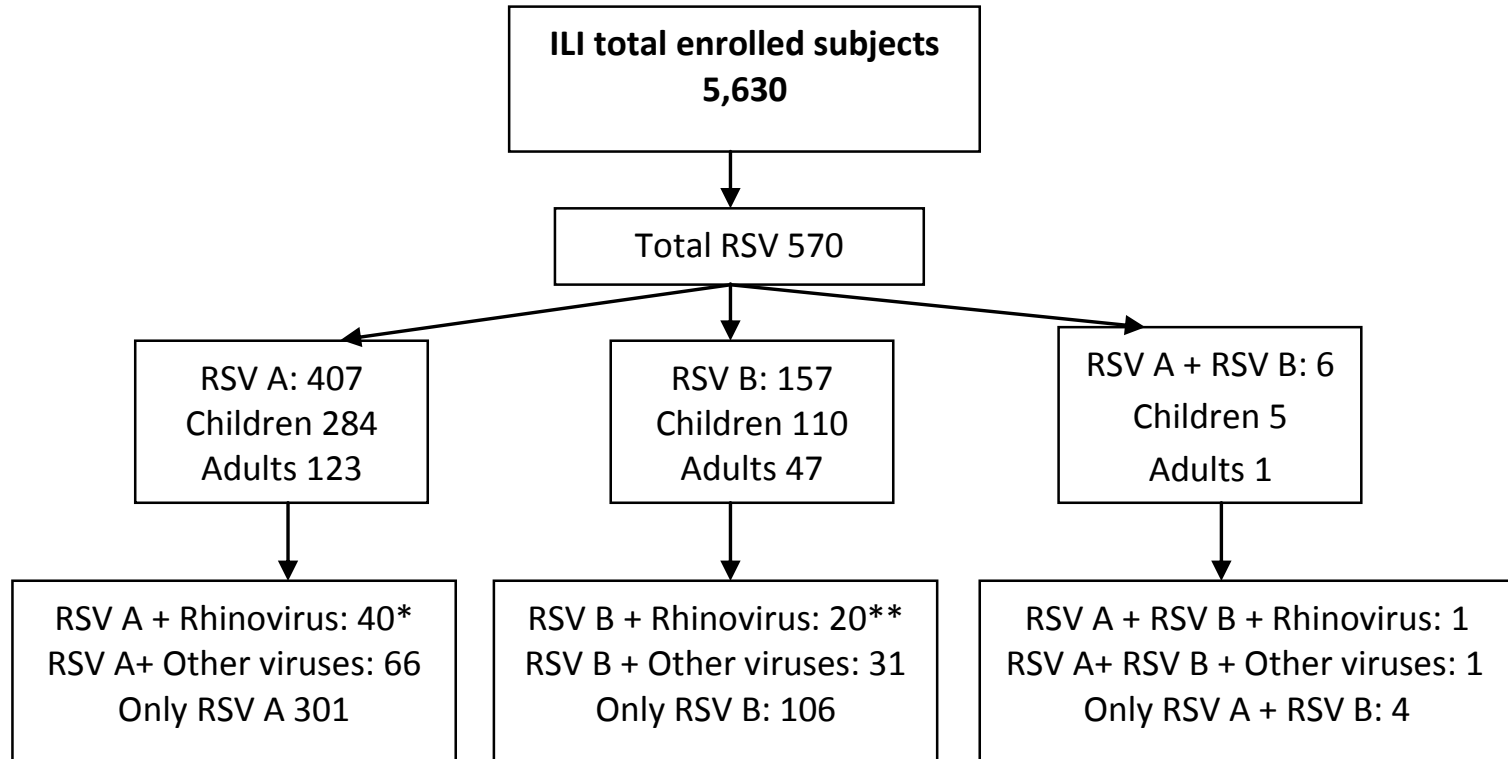 ILI total enrolled subjects
5,630
Total RSV 570
RSV A: 407
Children 284
Adults 123
RSV B: 157
Children 110
Adults 47
RSV A + RSV B: 6
Children 5
Adults 1
RSV A + Rhinovirus: 40*
RSV A+ Other viruses: 66
Only RSV A 301
RSV B + Rhinovirus: 20**
RSV B + Other viruses: 31
Only RSV B: 106
RSV A + RSV B + Rhinovirus: 1
RSV A+ RSV B + Other viruses: 1
Only RSV A + RSV B: 4